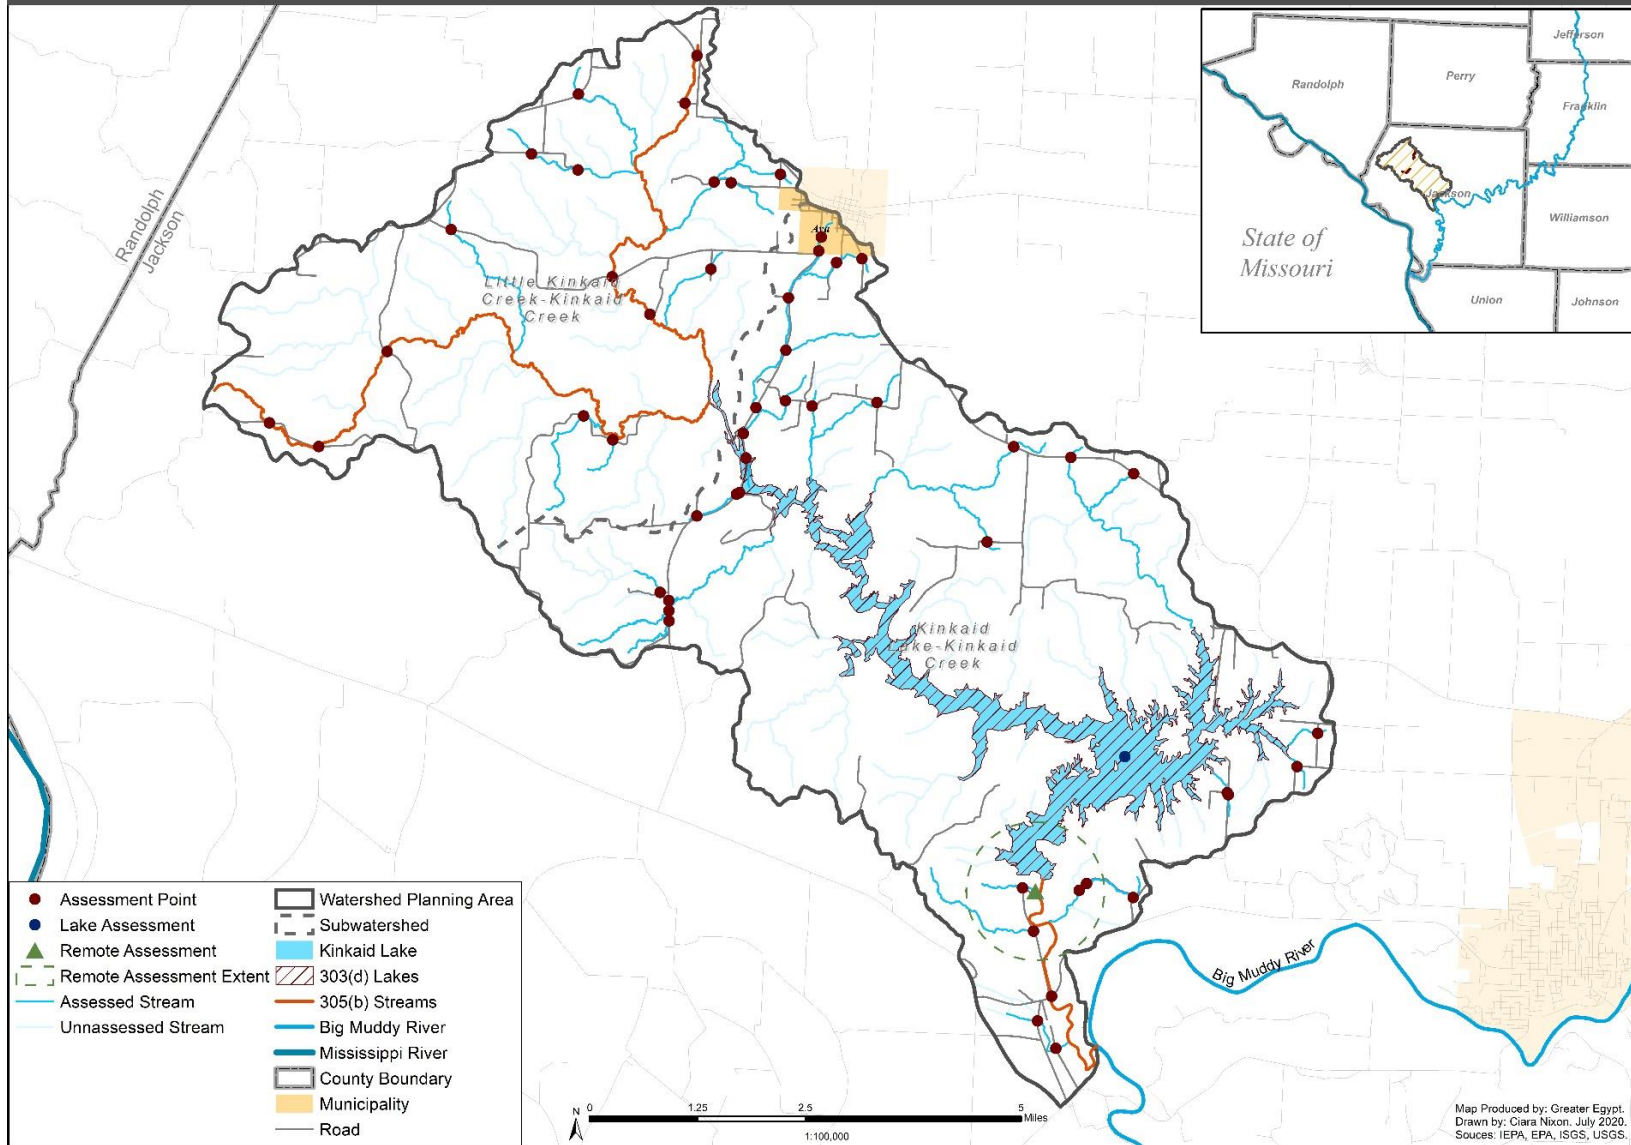 Randolph
Jackson
Little Kinkaid
Creek-Kinkaid
Creek
Ava
Kinkaid
Lake-Kinkaid
Creek
Big Muddy River
Jefferson
Randolph
Perry
Franklin
Jackson
Williamson
State of
Missouri
Union
Johnson
Assessment Point
Lake Assessment
Remote Assessment
Remote Assessment Extent
Assessed Stream
Unnassessed Stream
Watershed Planning Area
Subwatershed
Kinkaid Lake
303(d) Lakes
305(b) Streams
Big Muddy River
Mississippi River
County Boundary
Municipality
Road
N
0 1.25 2.5 5
Miles
1:100,000
Map Produced by: Greater Egypt.
Drawn by: Ciara Nixon. July 2020.
Souces: IEPA, EPA, ISGS, USGS.